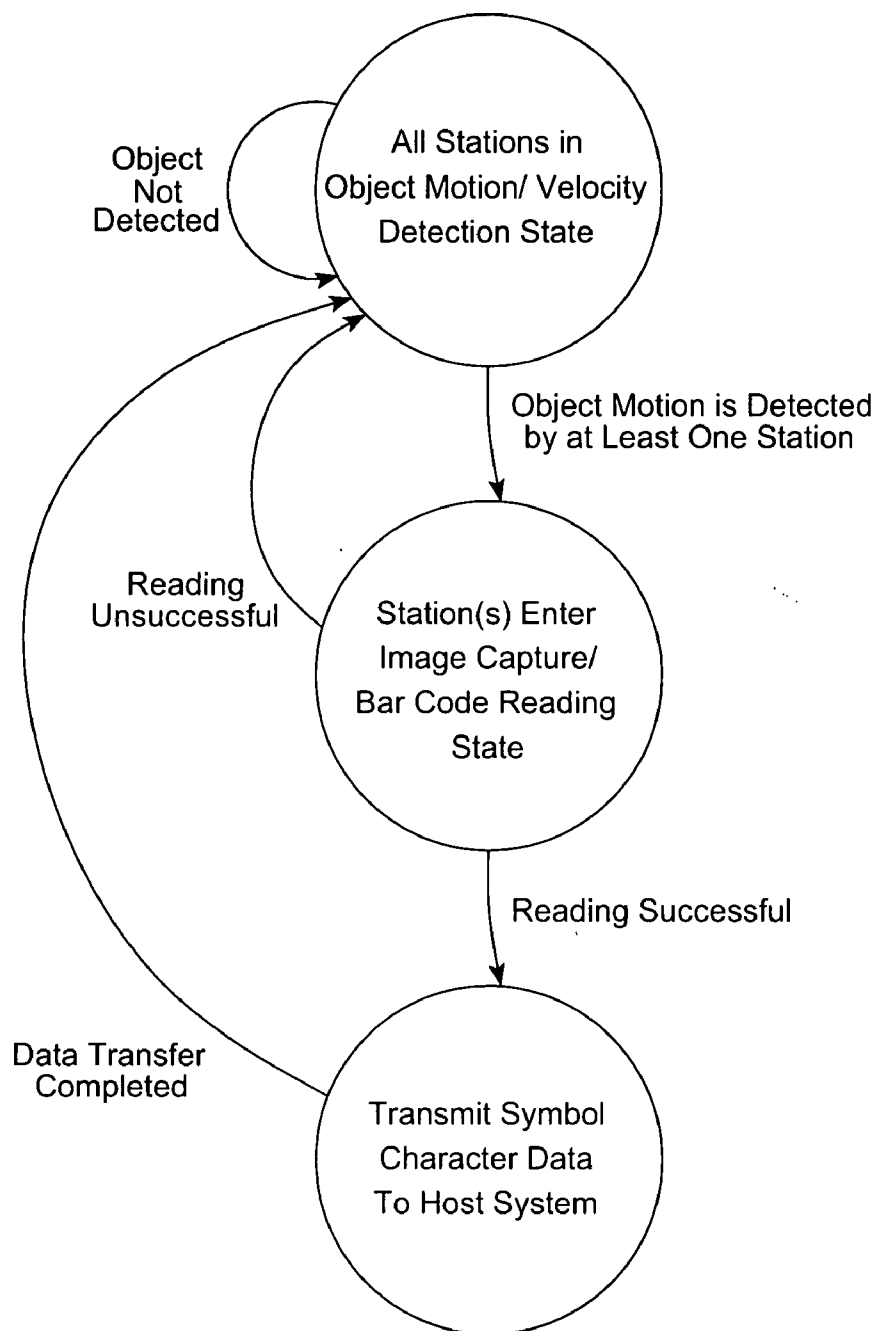 All Stations in
Object Motion/ Velocity
Detection State
Object
Not
Detected
Object Motion is Detected
by at Least One Station
Reading
Unsuccessful
Station(s) Enter
Image Capture/
Bar Code Reading
State
Reading Successful
Data Transfer
Completed
Transmit Symbol
Character Data
To Host System